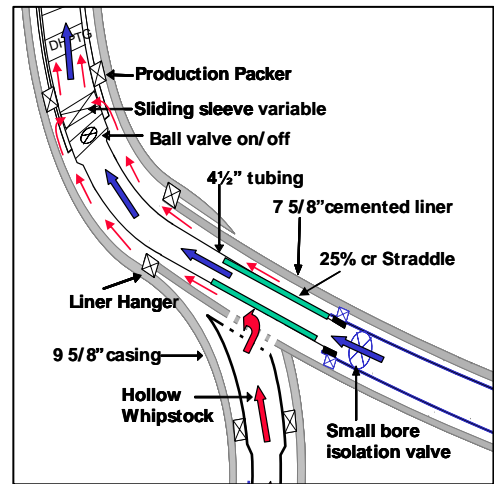 DHPTG
Production Packer
Sliding sleeve variable
Ball valve on/off
4½” tubing
7 5/8”cemented liner
25% cr Straddle
Liner Hanger
9 5/8”casing
Hollow
Whipstock
Small bore
isolation valve